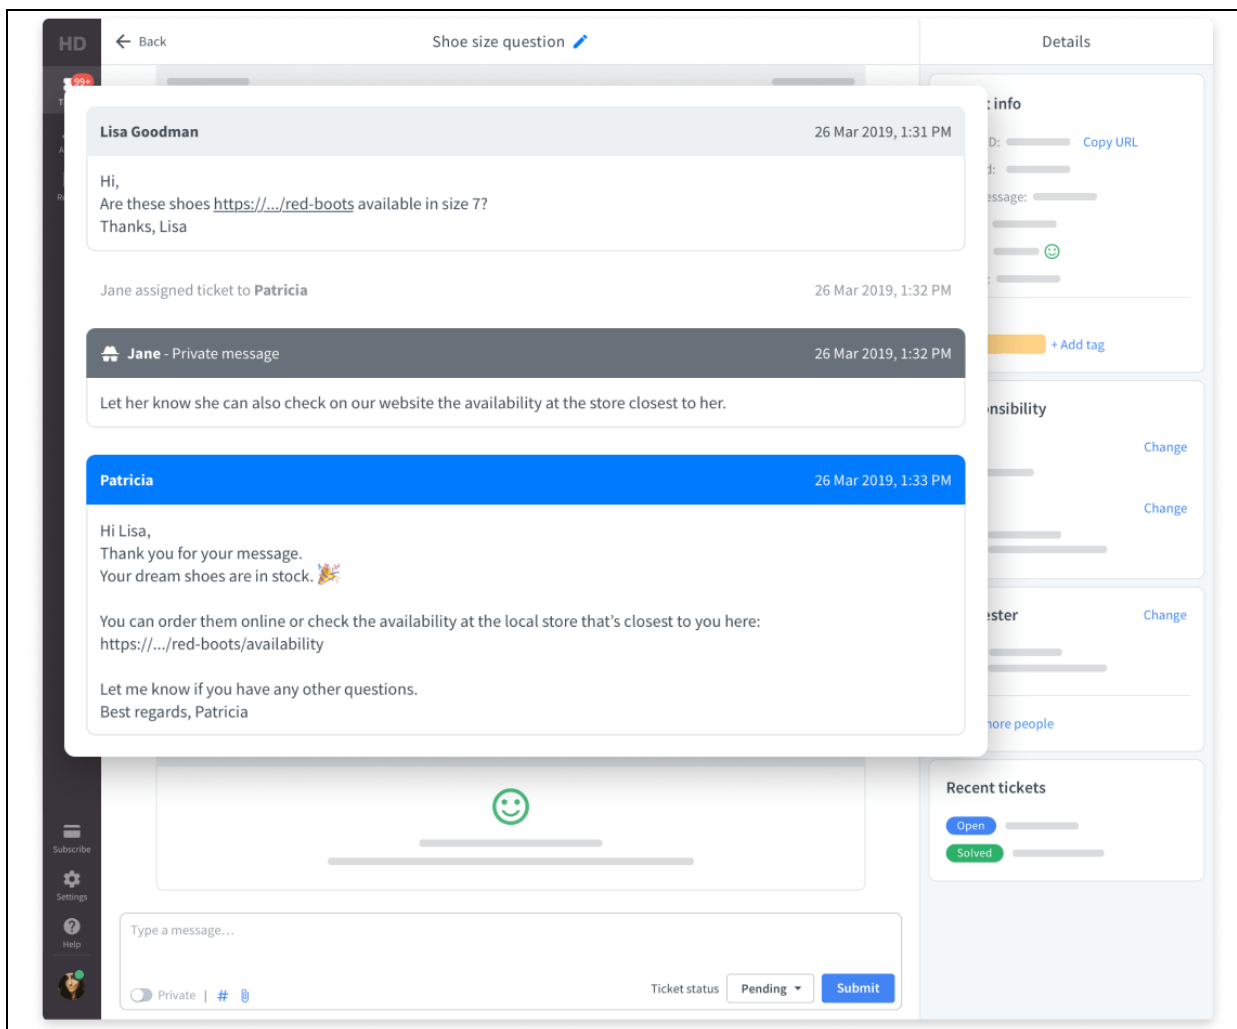 HD
Back
Shoe size question
Details
99+
Lisa Goodman
26 Mar 2019, 1:31 PM
Hi,
Are these shoes https://.../red-boots available in size 7?
Thanks, Lisa
Jane assigned ticket to Patricia
26 Mar 2019, 1:32 PM
Jane - Private message
26 Mar 2019, 1:32 PM
Let her know she can also check on our website the availability at the store closest to her.
Patricia
26 Mar 2019, 1:33 PM
Hi Lisa,
Thank you for your message.
Your dream shoes are in stock. 🎉
You can order them online or check the availability at the local store that’s closest to you here:
https://.../red-boots/availability
Let me know if you have any other questions.
Best regards, Patricia
info
D:
Copy URL
d:
essage:
+ Add tag
nsibility
Change
Change
ester
Change
more people
Recent tickets
Open
Solved
Subscribe
Settings
Help
Type a message…
Private | #
Ticket status
Pending
Submit